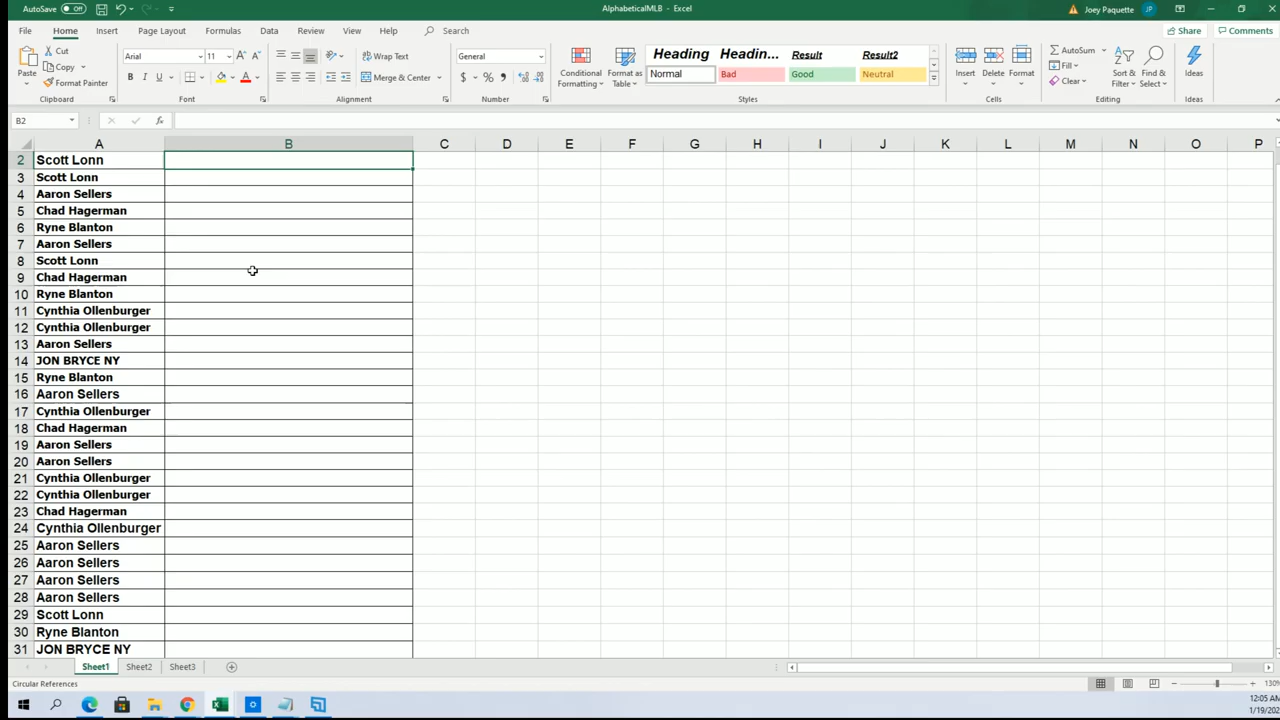 AutoSave Off AlphabeticalMLB - Excel Joey Paquette JP
File Home Insert Page Layout Formulas Data Review View Help Search Share Comments
Paste Cut Copy Format Painter Clipboard
Arial 11 A A B I U A Font
ab Wrap Text Merge & Center Alignment
General $ % , Number
Conditional Formatting Format as Table
Heading Headin... Result Result2
Normal Bad Good Neutral
Styles
Insert Delete Format Cells
AutoSum Fill Clear Sort & Filter Find & Select Editing
Ideas Ideas
B2 fx
A B C D E F G H I J K L M N O P
2 Scott Lonn
3 Scott Lonn
4 Aaron Sellers
5 Chad Hagerman
6 Ryne Blanton
7 Aaron Sellers
8 Scott Lonn
9 Chad Hagerman
10 Ryne Blanton
11 Cynthia Ollenburger
12 Cynthia Ollenburger
13 Aaron Sellers
14 JON BRYCE NY
15 Ryne Blanton
16 Aaron Sellers
17 Cynthia Ollenburger
18 Chad Hagerman
19 Aaron Sellers
20 Aaron Sellers
21 Cynthia Ollenburger
22 Cynthia Ollenburger
23 Chad Hagerman
24 Cynthia Ollenburger
25 Aaron Sellers
26 Aaron Sellers
27 Aaron Sellers
28 Aaron Sellers
29 Scott Lonn
30 Ryne Blanton
31 JON BRYCE NY
Sheet1 Sheet2 Sheet3
Circular References 130%
12:05 AM
1/19/202